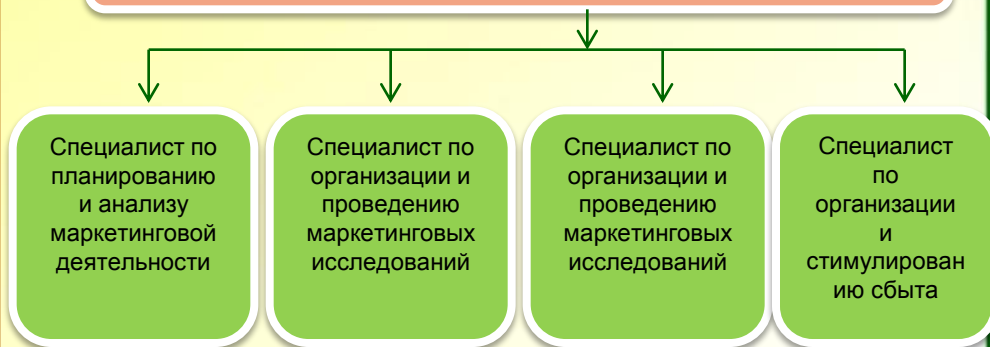 Специалист по
планированию
и анализу
маркетинговой
деятельности
Специалист по
организации и
проведению
маркетинговых
исследований
Специалист по
организации и
проведению
маркетинговых
исследований
Специалист
по
организации
и
стимулирован
ию сбыта